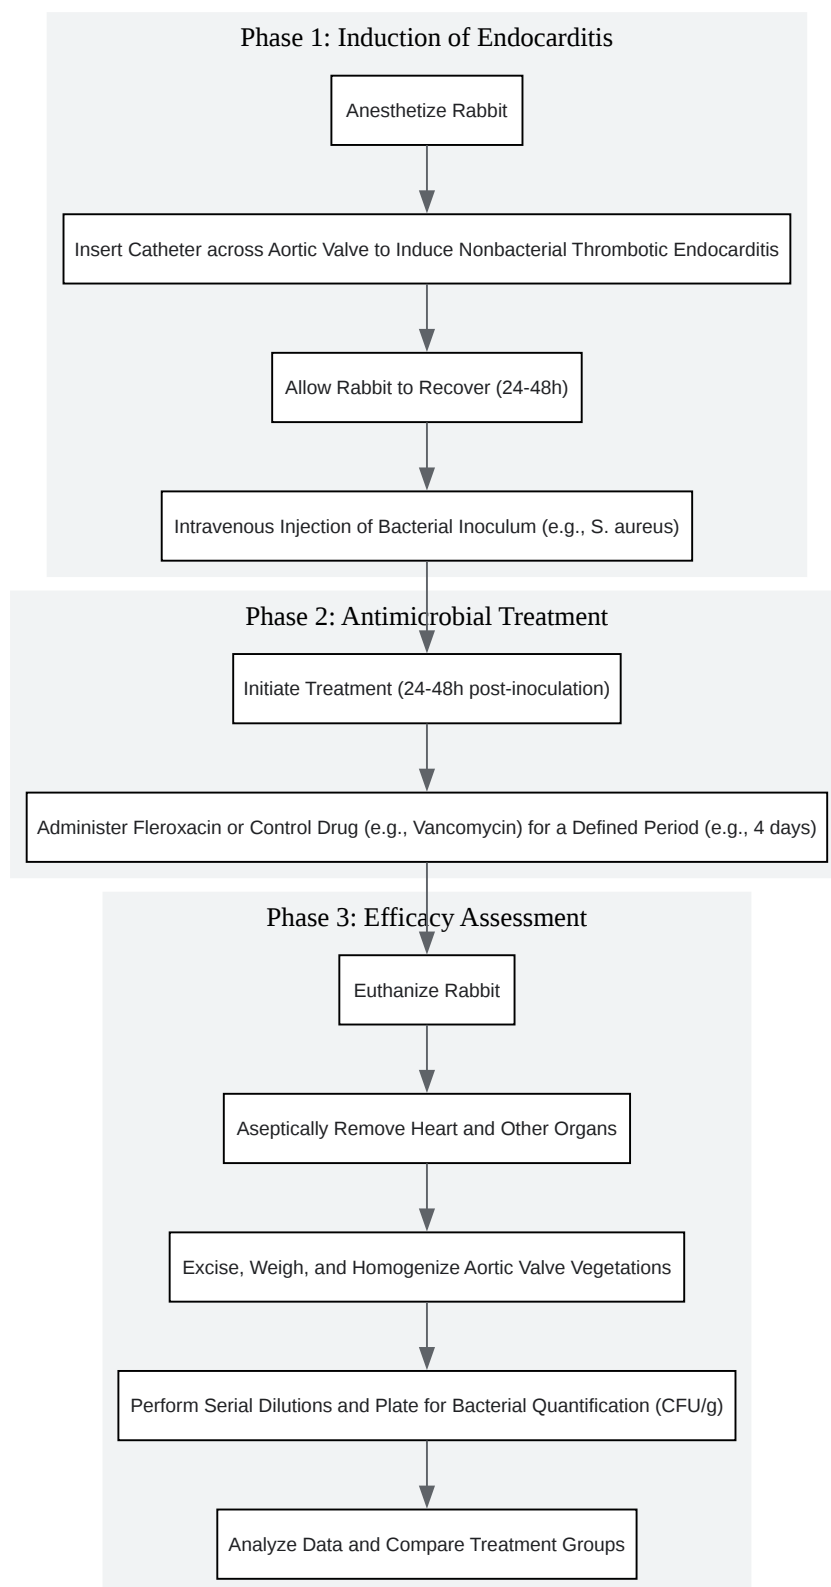 Phase 1: Induction of Endocarditis
Anesthetize Rabbit
Insert Catheter across Aortic Valve to Induce Nonbacterial Thrombotic Endocarditis
Allow Rabbit to Recover (24-48h)
Intravenous Injection of Bacterial Inoculum (e.g., S. aureus)
Phase 2: Antimicrobial Treatment
Initiate Treatment (24-48h post-inoculation)
Administer Fleroxacin or Control Drug (e.g., Vancomycin) for a Defined Period (e.g., 4 days)
Phase 3: Efficacy Assessment
Euthanize Rabbit
Aseptically Remove Heart and Other Organs
Excise, Weigh, and Homogenize Aortic Valve Vegetations
Perform Serial Dilutions and Plate for Bacterial Quantification (CFU/g)
Analyze Data and Compare Treatment Groups